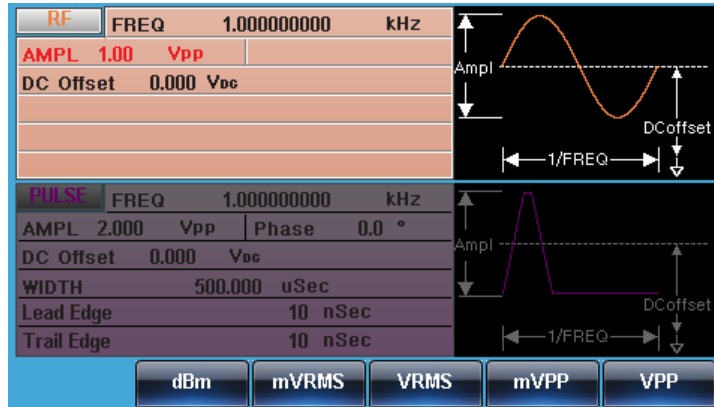 RF FREQ 1.000000000 kHz
AMPL 1.00 Vpp
DC Offset 0.000 VDC
Ampl
DCoffset
1/FREQ
PULSE FREQ 1.000000000 kHz
AMPL 2.000 Vpp Phase 0.0 °
DC Offset 0.000 VDC
WIDTH 500.000 uSec
Lead Edge 10 nSec
Trail Edge 10 nSec
Ampl
DCoffset
1/FREQ
dBm mVRMS VRMS mVPP VPP